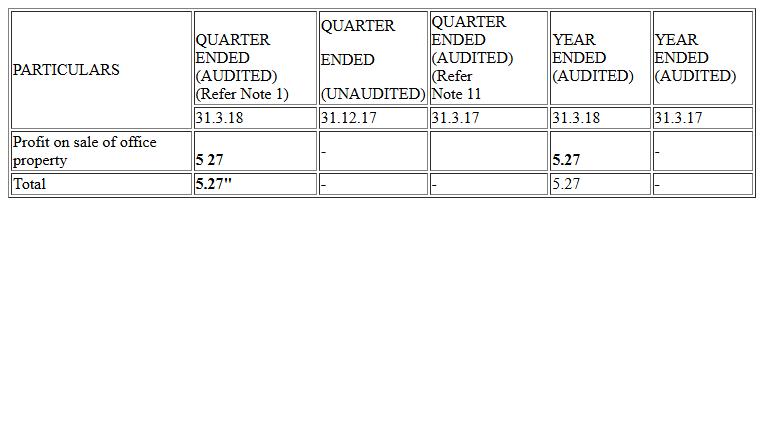 PARTICULARS
QUARTER
ENDED
(AUDITED)
(Refer Note 1)
QUARTER
ENDED
(UNAUDITED)
QUARTER
ENDED
(AUDITED)
(Refer
Note 11
YEAR
ENDED
(AUDITED)
YEAR
ENDED
(AUDITED)
31.3.18
31.12.17
31.3.17
31.3.18
31.3.17
Profit on sale of office
property
5 27
-
5.27
-
Total
5.27"
-
-
5.27
-